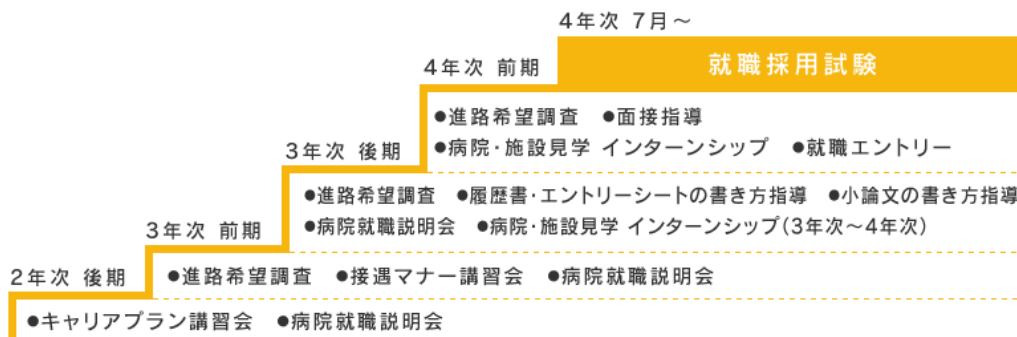 4年次 7月～
就職採用試験
4年次 前期
●進路希望調査 ●面接指導
●病院・施設見学 インターンシップ ●就職エントリー
3年次 後期
●進路希望調査 ●履歴書・エントリーシートの書き方指導 ●小論文の書き方指導
●病院就職説明会 ●病院・施設見学 インターンシップ(3年次～4年次)
3年次 前期
●進路希望調査 ●接遇マナー講習会 ●病院就職説明会
2年次 後期
●キャリアプラン講習会 ●病院就職説明会